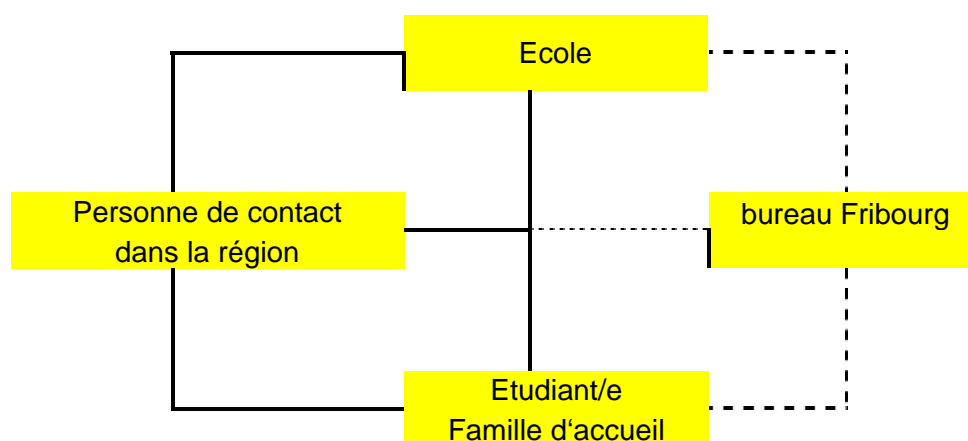 Ecole
Personne de contact
dans la région
bureau Fribourg
Etudiant/e
Famille d‘accueil